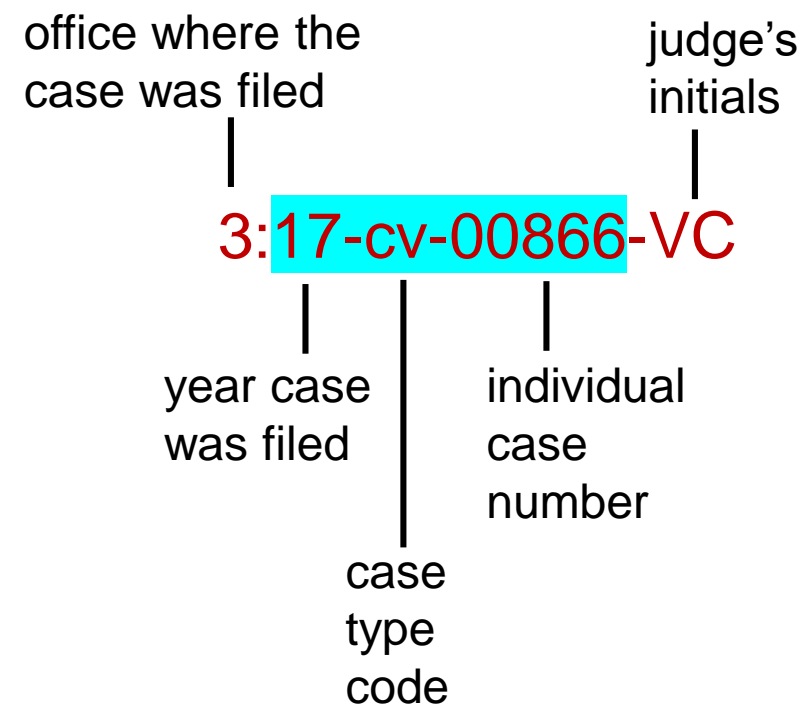 office where the
case was filed
judge's
initials
3:17-cv-00866-VC
year case
was filed
individual
case
number
case
type
code